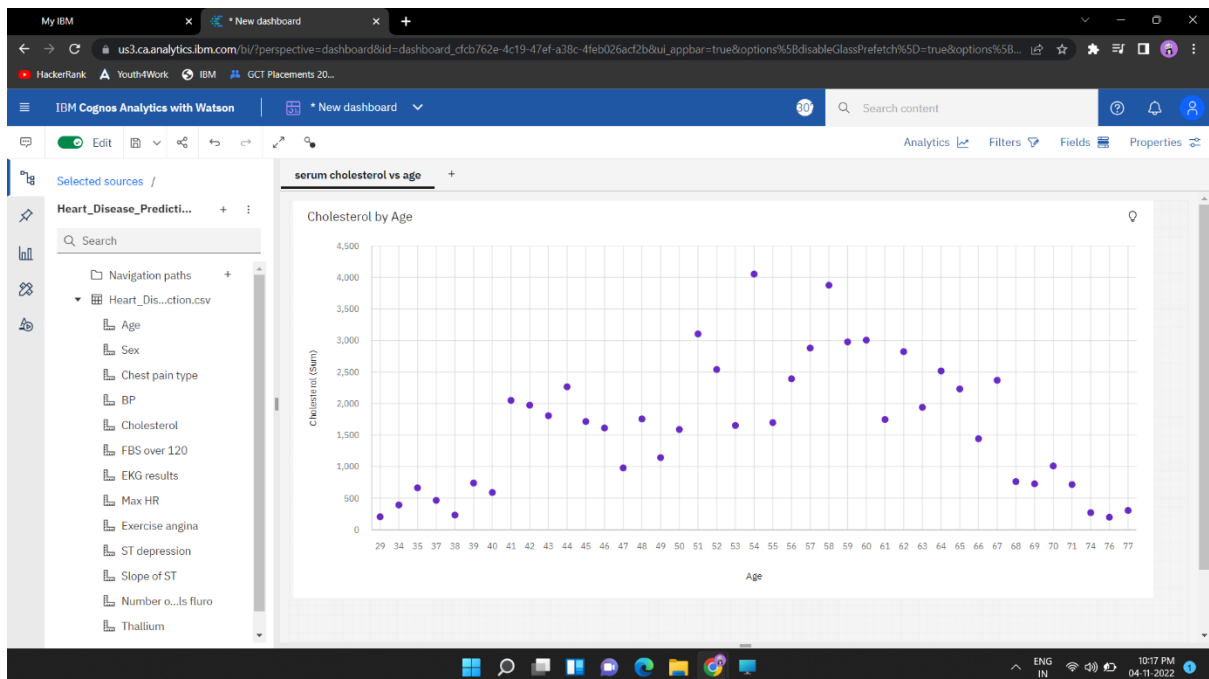 My IBM
* New dashboard
us3.ca.analytics.ibm.com/bi/?perspective=dashboard&id=dashboard_cfcb762e-4c19-47ef-a38c-4feb026acf2b&ui_appbar=true&options%5BdisableGlassPrefetch%5D=true&options%5B...
HackerRank
Youth4Work
IBM
GCT Placements 20...
IBM Cognos Analytics with Watson
* New dashboard
30
Search content
Edit
Analytics
Filters
Fields
Properties
Selected sources /
serum cholesterol vs age
Heart_Disease_Predicti...
Search
Navigation paths
Heart_Dis...ction.csv
Age
Sex
Chest pain type
BP
Cholesterol
FBS over 120
EKG results
Max HR
Exercise angina
ST depression
Slope of ST
Number o...ls fluro
Thallium
Cholesterol by Age
4,500
4,000
3,500
3,000
2,500
2,000
1,500
1,000
500
0
Cholesterol (Sum)
29 34 35 37 38 39 40 41 42 43 44 45 46 47 48 49 50 51 52 53 54 55 56 57 58 59 60 61 62 63 64 65 66 67 68 69 70 71 74 76 77
Age
ENG
IN
10:17 PM
04-11-2022
1